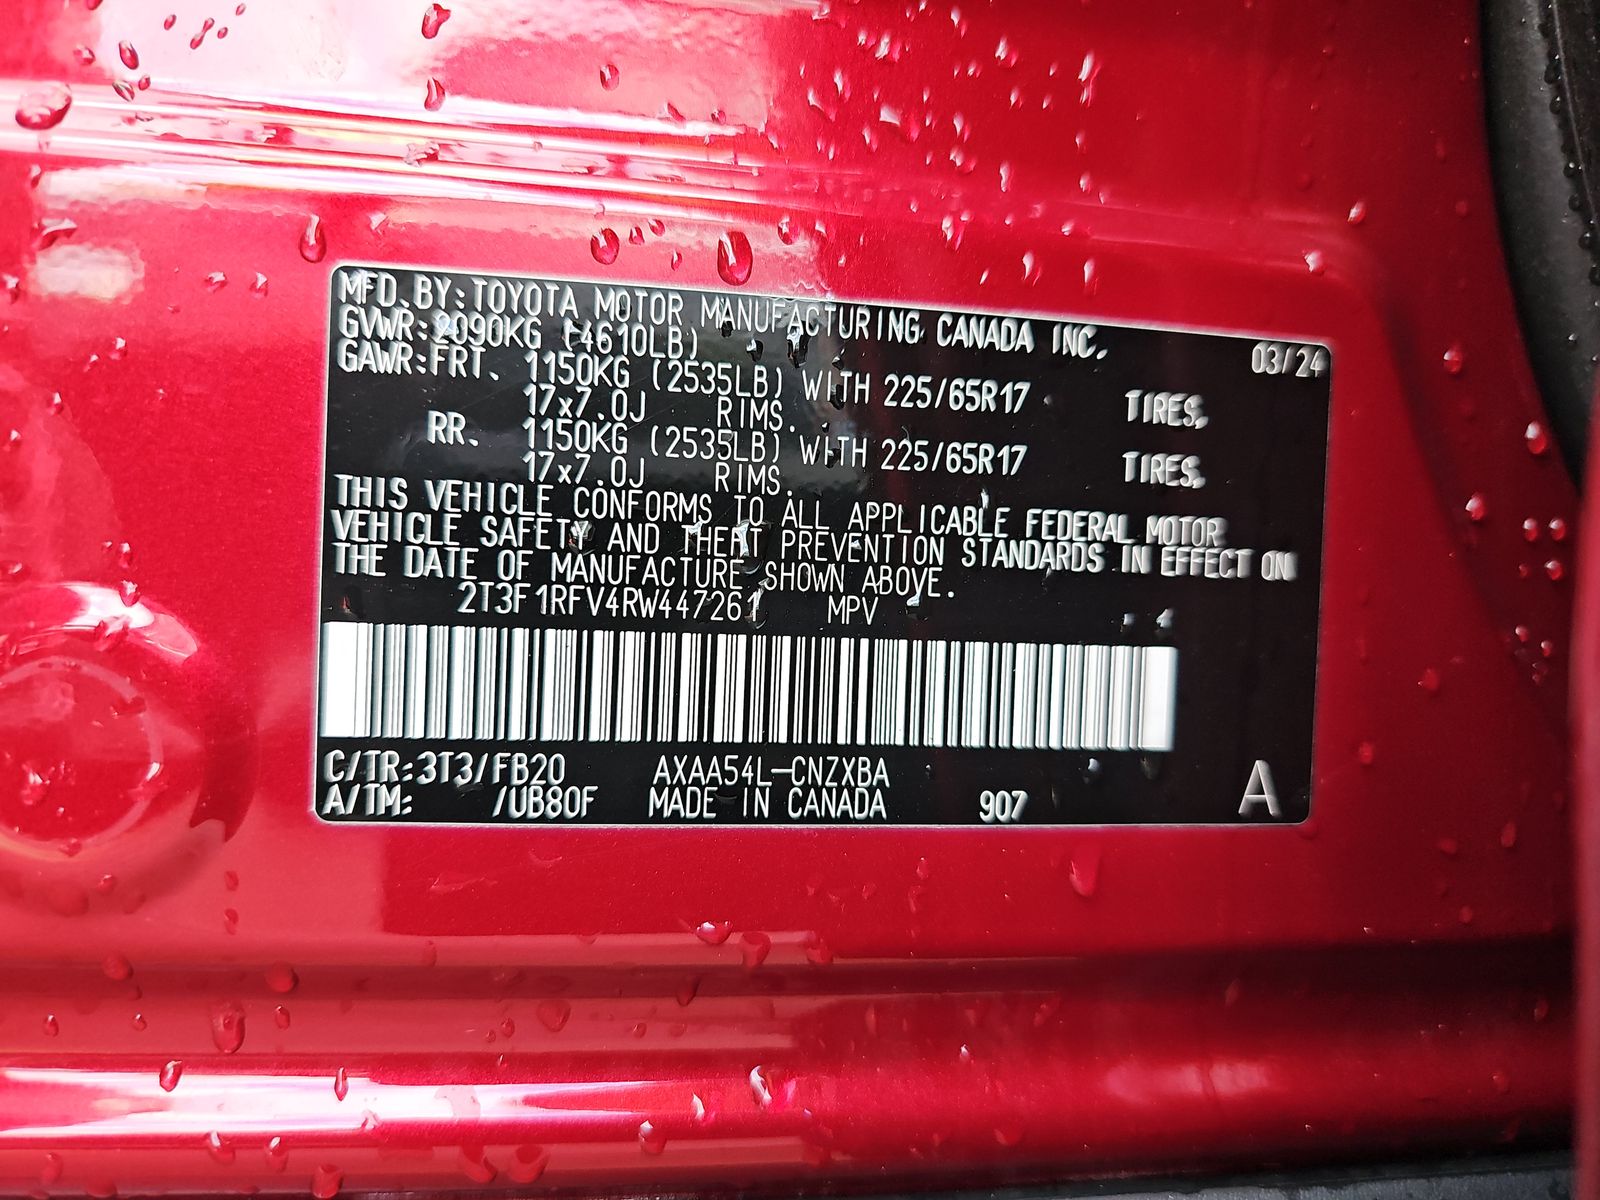 MFD. BY: TOYOTA MOTOR MANUFACTURING CANADA INC.
GVWR: 2090KG (4610LB) 03/24
GAWR: FRT. 1150KG (2535LB) WITH 225/65R17 TIRES,
17x7.0J RIMS.
RR. 1150KG (2535LB) WITH 225/65R17 TIRES,
17x7.0J RIMS.
THIS VEHICLE CONFORMS TO ALL APPLICABLE FEDERAL MOTOR
VEHICLE SAFETY AND THEFT PREVENTION STANDARDS IN EFFECT ON
THE DATE OF MANUFACTURE SHOWN ABOVE.
2T3F1RFV4RW447261 MPV 4
C/TR: 3T3/FB20 AXAA54L-CNZXBA
A/TM: /UB80F MADE IN CANADA 907 A